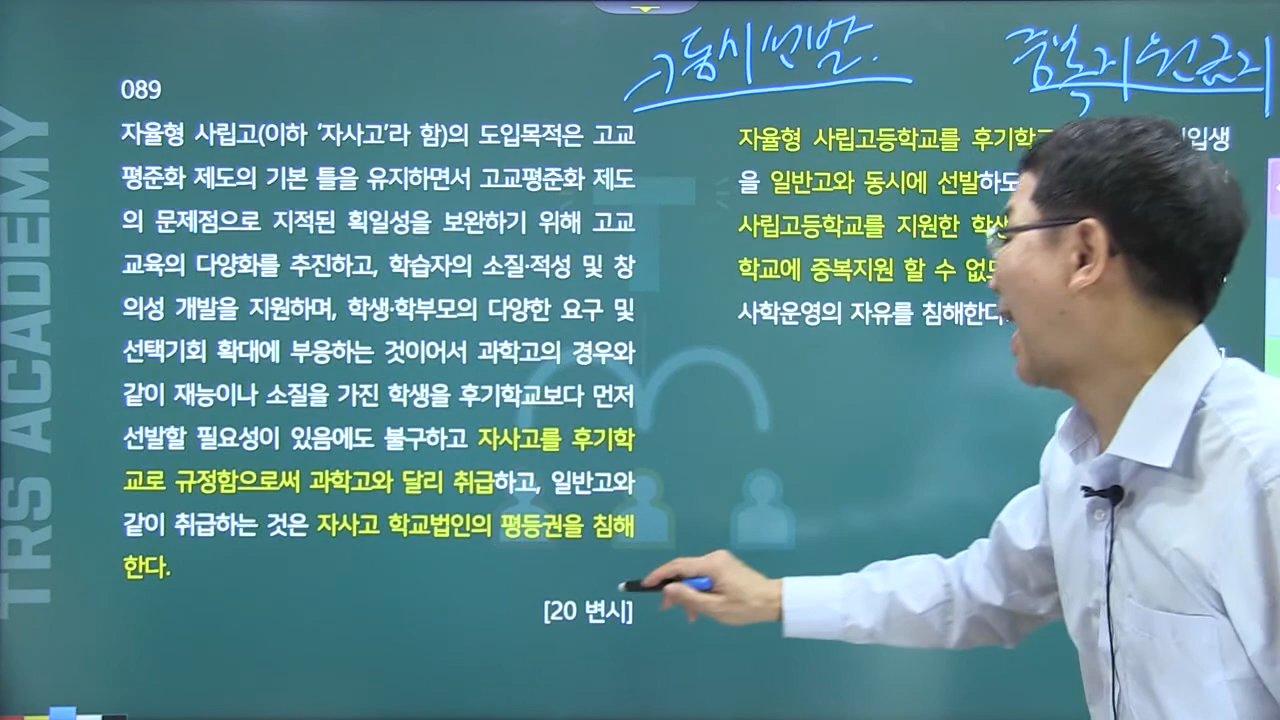 동시선발.
중복지원금지
089
자율형 사립고(이하 '자사고'라 함)의 도입목적은 고교
평준화 제도의 기본 틀을 유지하면서 고교평준화 제도
의 문제점으로 지적된 획일성을 보완하기 위해 고교
교육의 다양화를 추진하고, 학습자의 소질·적성 및 창
의성 개발을 지원하며, 학생·학부모의 다양한 요구 및
선택기회 확대에 부응하는 것이어서 과학고의 경우와
같이 재능이나 소질을 가진 학생을 후기학교보다 먼저
선발할 필요성이 있음에도 불구하고 자사고를 후기학
교로 규정함으로써 과학고와 달리 취급하고, 일반고와
같이 취급하는 것은 자사고 학교법인의 평등권을 침해
한다.
[20 변시]
자율형 사립고등학교를 후기학교 입생
을 일반고와 동시에 선발하도
사립고등학교를 지원한 학생
학교에 중복지원 할 수 없도
사학운영의 자유를 침해한다.
TRS ACADEMY